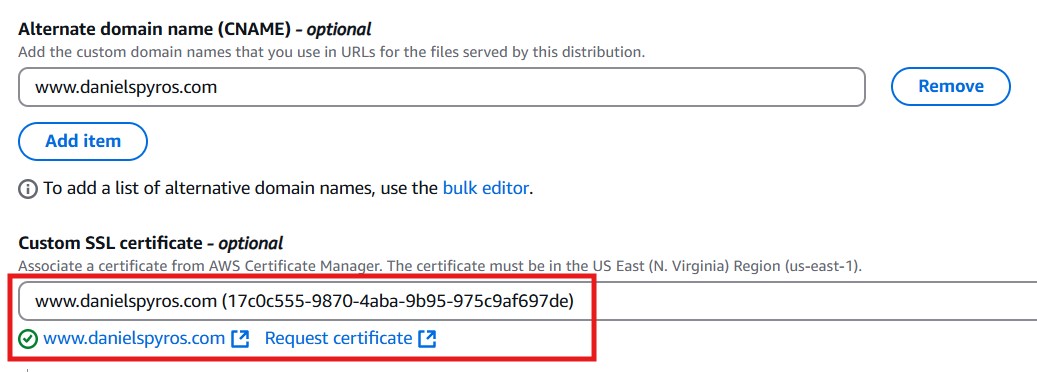 Alternate domain name (CNAME) - optional
Add the custom domain names that you use in URLs for the files served by this distribution.
www.danielspyros.com
Remove
Add item
To add a list of alternative domain names, use the bulk editor.
Custom SSL certificate - optional
Associate a certificate from AWS Certificate Manager. The certificate must be in the US East (N. Virginia) Region (us-east-1).
www.danielspyros.com (17c0c555-9870-4aba-9b95-975c9af697de)
www.danielspyros.com Request certificate